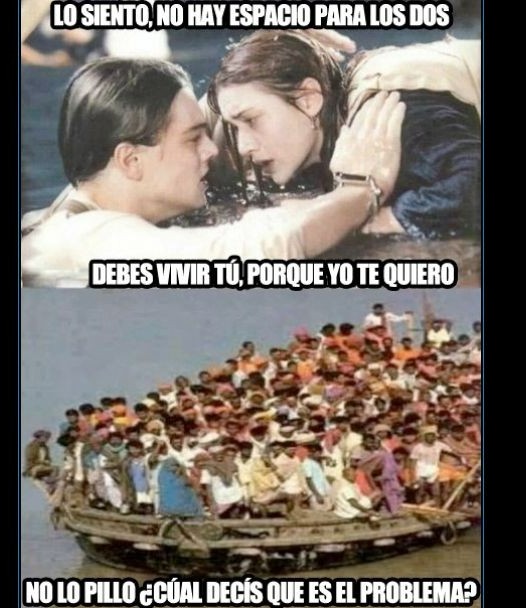 LO SIENTO, NO HAY ESPACIO PARA LOS DOS
DEBES VIVIR TÚ, PORQUE YO TE QUIERO
NO LO PILLO ¿CÚAL DECÍS QUE ES EL PROBLEMA?